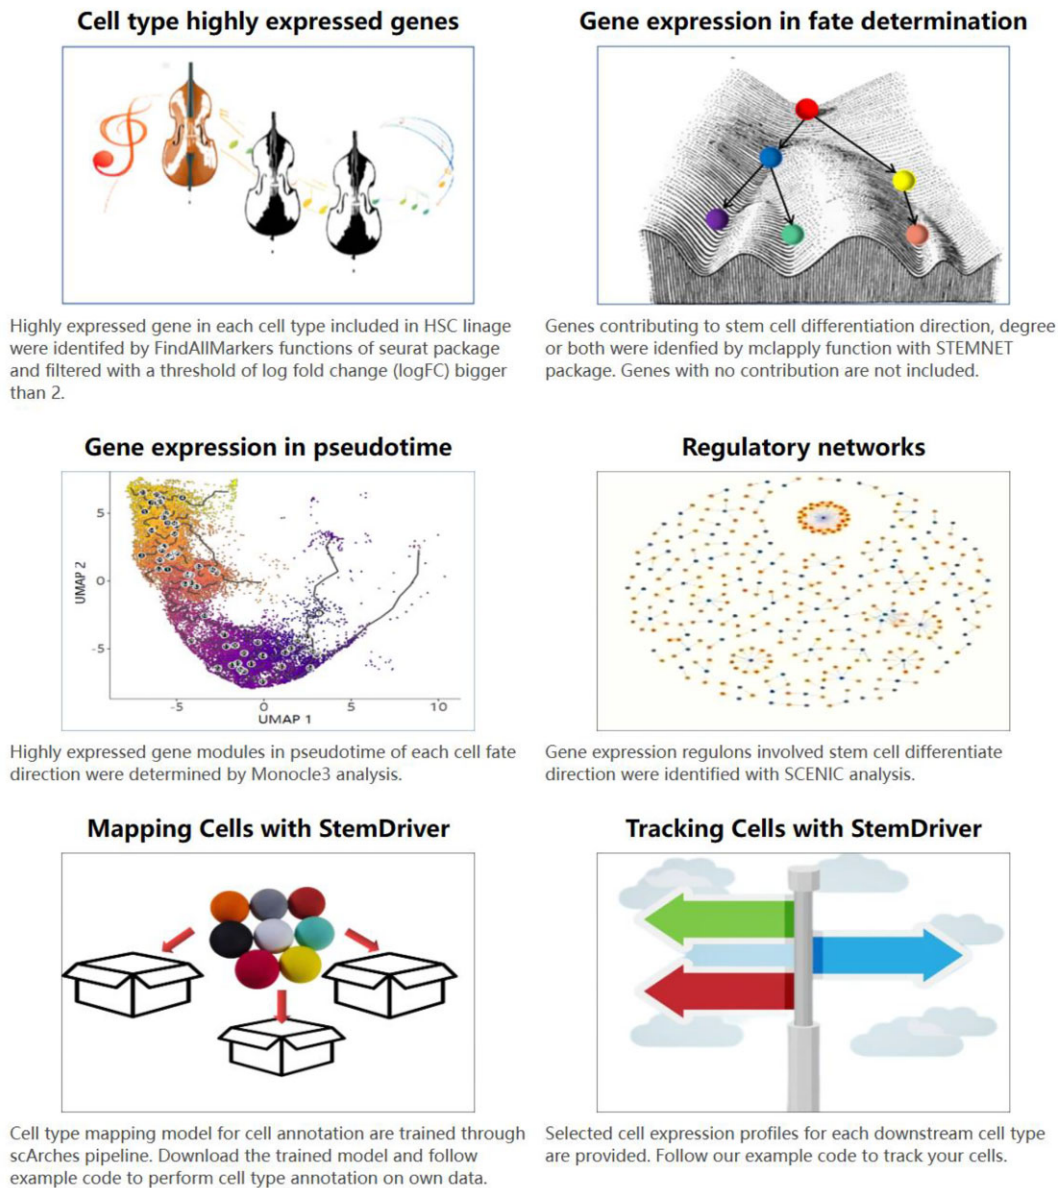 Cell type highly expressed genes
Highly expressed gene in each cell type included in HSC linage
were identifed by FindAllMarkers functions of seurat package
and filtered with a threshold of log fold change (logFC) bigger
than 2.
Gene expression in fate determination
Genes contributing to stem cell differentiation direction, degree
or both were idenfied by mclapply function with STEMNET
package. Genes with no contribution are not included.
Gene expression in pseudotime
UMAP 2
5
0
-5
-5
0
5
10
UMAP 1
Highly expressed gene modules in pseudotime of each cell fate
direction were determined by Monocle3 analysis.
Regulatory networks
Gene expression regulons involved stem cell differentiate
direction were identified with SCENIC analysis.
Mapping Cells with StemDriver
Cell type mapping model for cell annotation are trained through
scArches pipeline. Download the trained model and follow
example code to perform cell type annotation on own data.
Tracking Cells with StemDriver
Selected cell expression profiles for each downstream cell type
are provided. Follow our example code to track your cells.